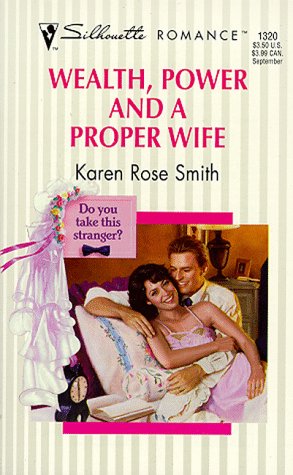 Silhouette ROMANCE™
1320
$3.50 U.S.
$3.99 CAN.
September
TM
WEALTH, POWER
AND A
PROPER WIFE
Karen Rose Smith
Do you
take this
stranger?